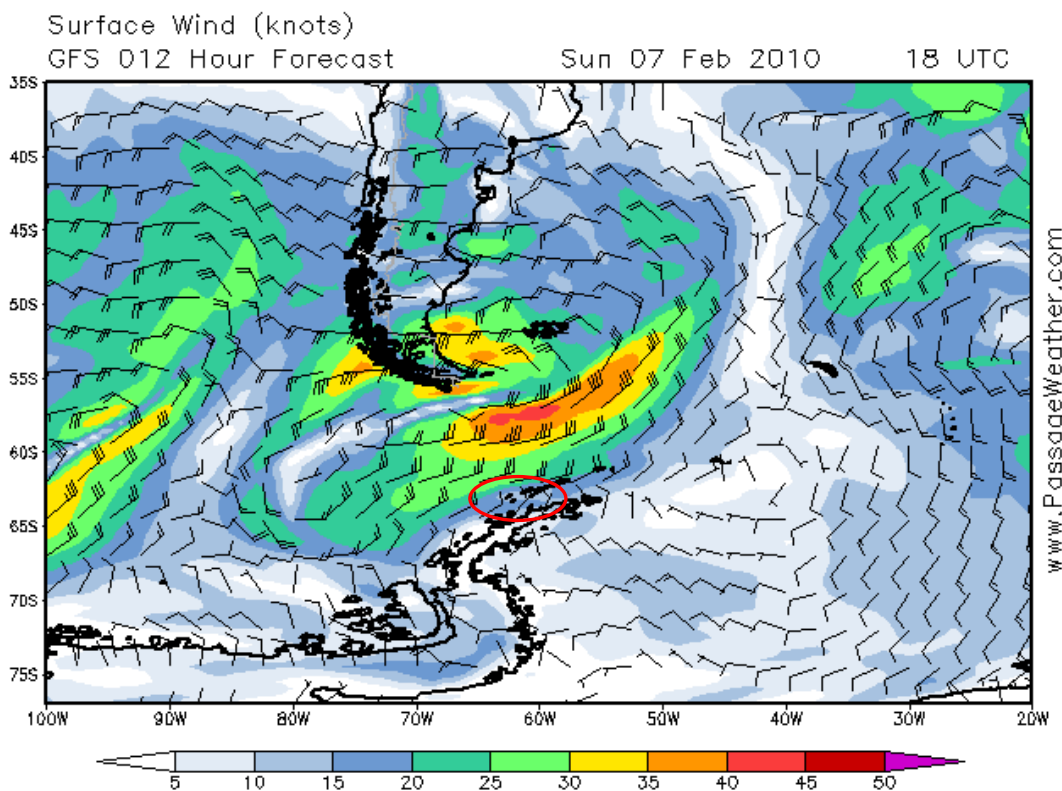 Surface Wind (knots)
GFS 012 Hour Forecast Sun 07 Feb 2010 18 UTC
35S
40S
45S
50S
55S
60S
65S
70S
75S
100W 90W 80W 70W 60W 50W 40W 30W 20W
www.PassageWeather.com
5 10 15 20 25 30 35 40 45 50